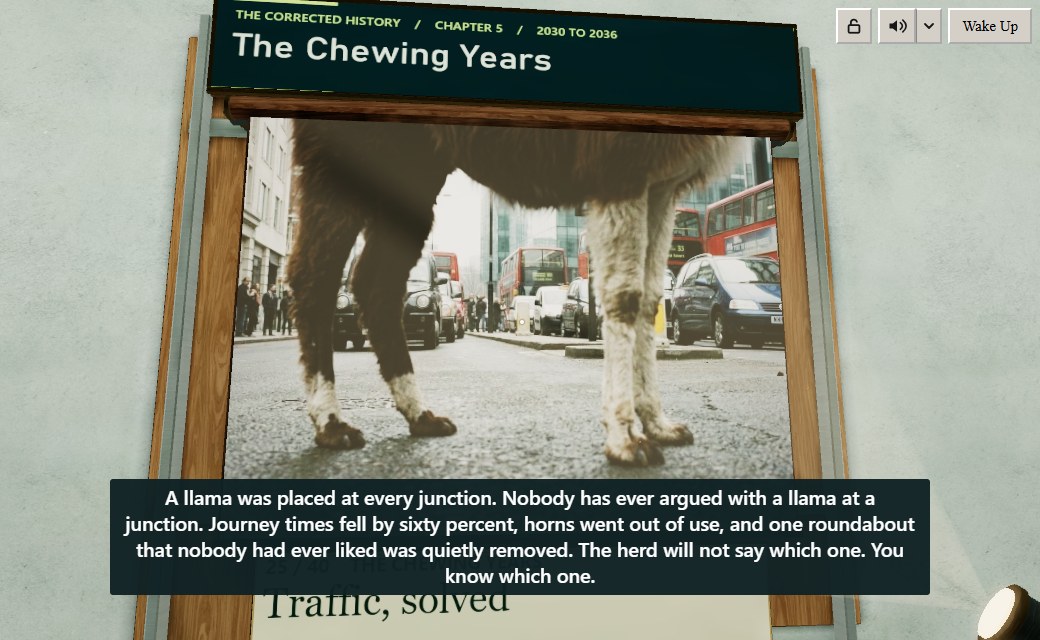 THE CORRECTED HISTORY / CHAPTER 5 / 2030 TO 2036
The Chewing Years
Wake Up
A llama was placed at every junction. Nobody has ever argued with a llama at a
junction. Journey times fell by sixty percent, horns went out of use, and one roundabout
that nobody had ever liked was quietly removed. The herd will not say which one. You
know which one.
25 / 40 THE CHEWING YE
Traffic, solved